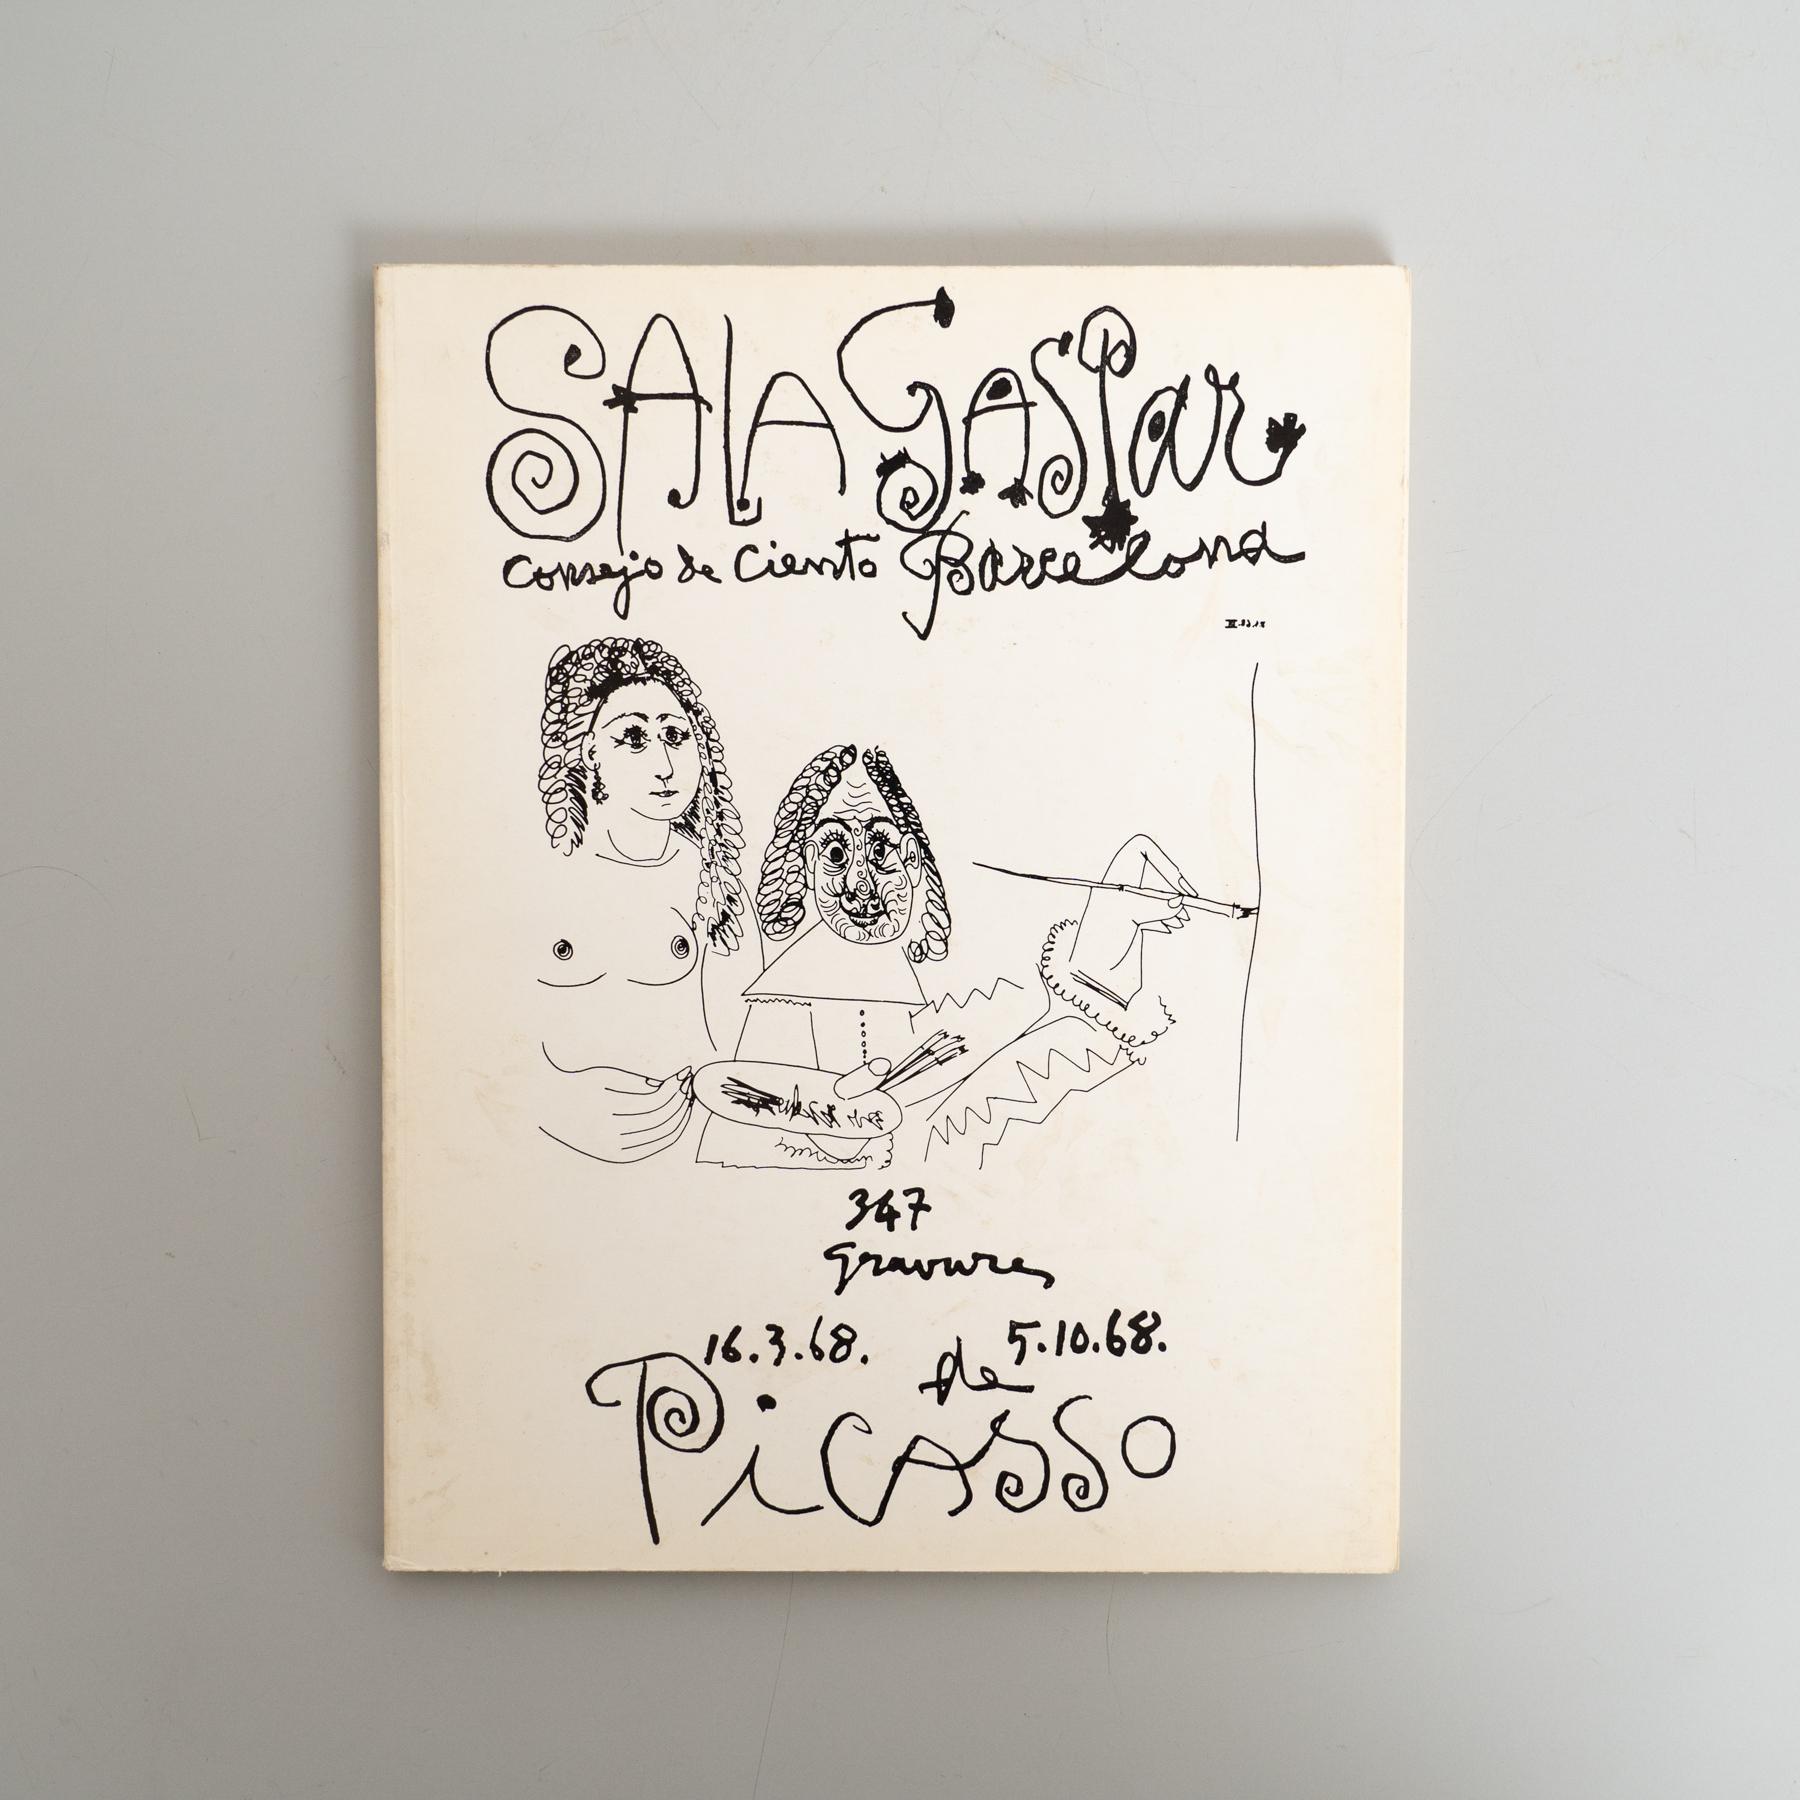 SALA GASPar
consejo de Ciento Barcelona
347
gravures
16.3.68. de 5.10.68.
Picasso